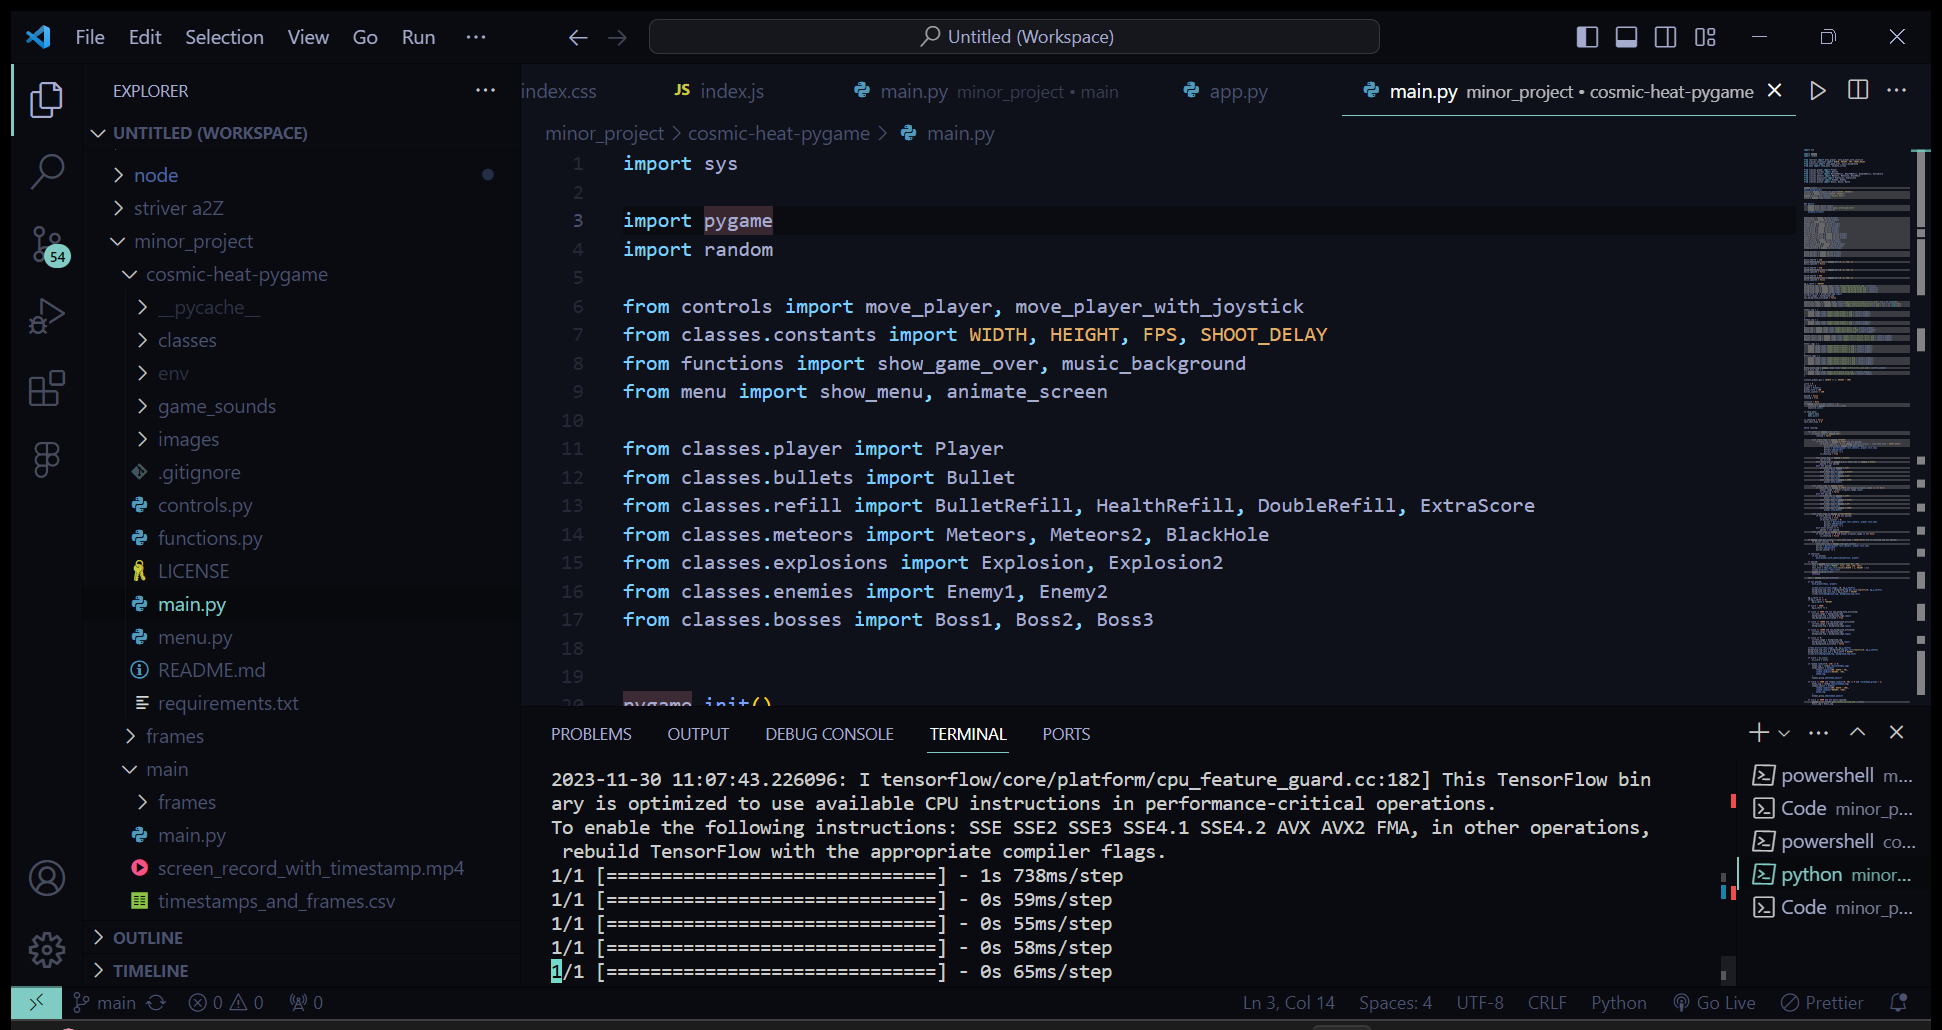 File Edit Selection View Go Run ···
Untitled (Workspace)
EXPLORER ···
UNTITLED (WORKSPACE)
node
striver a2Z
minor_project
cosmic-heat-pygame
__pycache__
classes
env
game_sounds
images
.gitignore
controls.py
functions.py
LICENSE
main.py
menu.py
README.md
requirements.txt
frames
main
frames
main.py
screen_record_with_timestamp.mp4
timestamps_and_frames.csv
OUTLINE
TIMELINE
54
index.css JS index.js main.py minor_project • main app.py main.py minor_project • cosmic-heat-pygame
minor_project > cosmic-heat-pygame > main.py
1 import sys
2
3 import pygame
4 import random
5
6 from controls import move_player, move_player_with_joystick
7 from classes.constants import WIDTH, HEIGHT, FPS, SHOOT_DELAY
8 from functions import show_game_over, music_background
9 from menu import show_menu, animate_screen
10
11 from classes.player import Player
12 from classes.bullets import Bullet
13 from classes.refill import BulletRefill, HealthRefill, DoubleRefill, ExtraScore
14 from classes.meteors import Meteors, Meteors2, BlackHole
15 from classes.explosions import Explosion, Explosion2
16 from classes.enemies import Enemy1, Enemy2
17 from classes.bosses import Boss1, Boss2, Boss3
18
19
20 pygame.init()
PROBLEMS OUTPUT DEBUG CONSOLE TERMINAL PORTS
2023-11-30 11:07:43.226096: I tensorflow/core/platform/cpu_feature_guard.cc:182] This TensorFlow bin
ary is optimized to use available CPU instructions in performance-critical operations.
To enable the following instructions: SSE SSE2 SSE3 SSE4.1 SSE4.2 AVX AVX2 FMA, in other operations,
 rebuild TensorFlow with the appropriate compiler flags.
1/1 [==============================] - 1s 738ms/step
1/1 [==============================] - 0s 59ms/step
1/1 [==============================] - 0s 55ms/step
1/1 [==============================] - 0s 58ms/step
1/1 [==============================] - 0s 65ms/step
powershell m...
Code minor_p...
powershell co...
python minor...
Code minor_p...
main 0 0 0 Ln 3, Col 14 Spaces: 4 UTF-8 CRLF Python Go Live Prettier